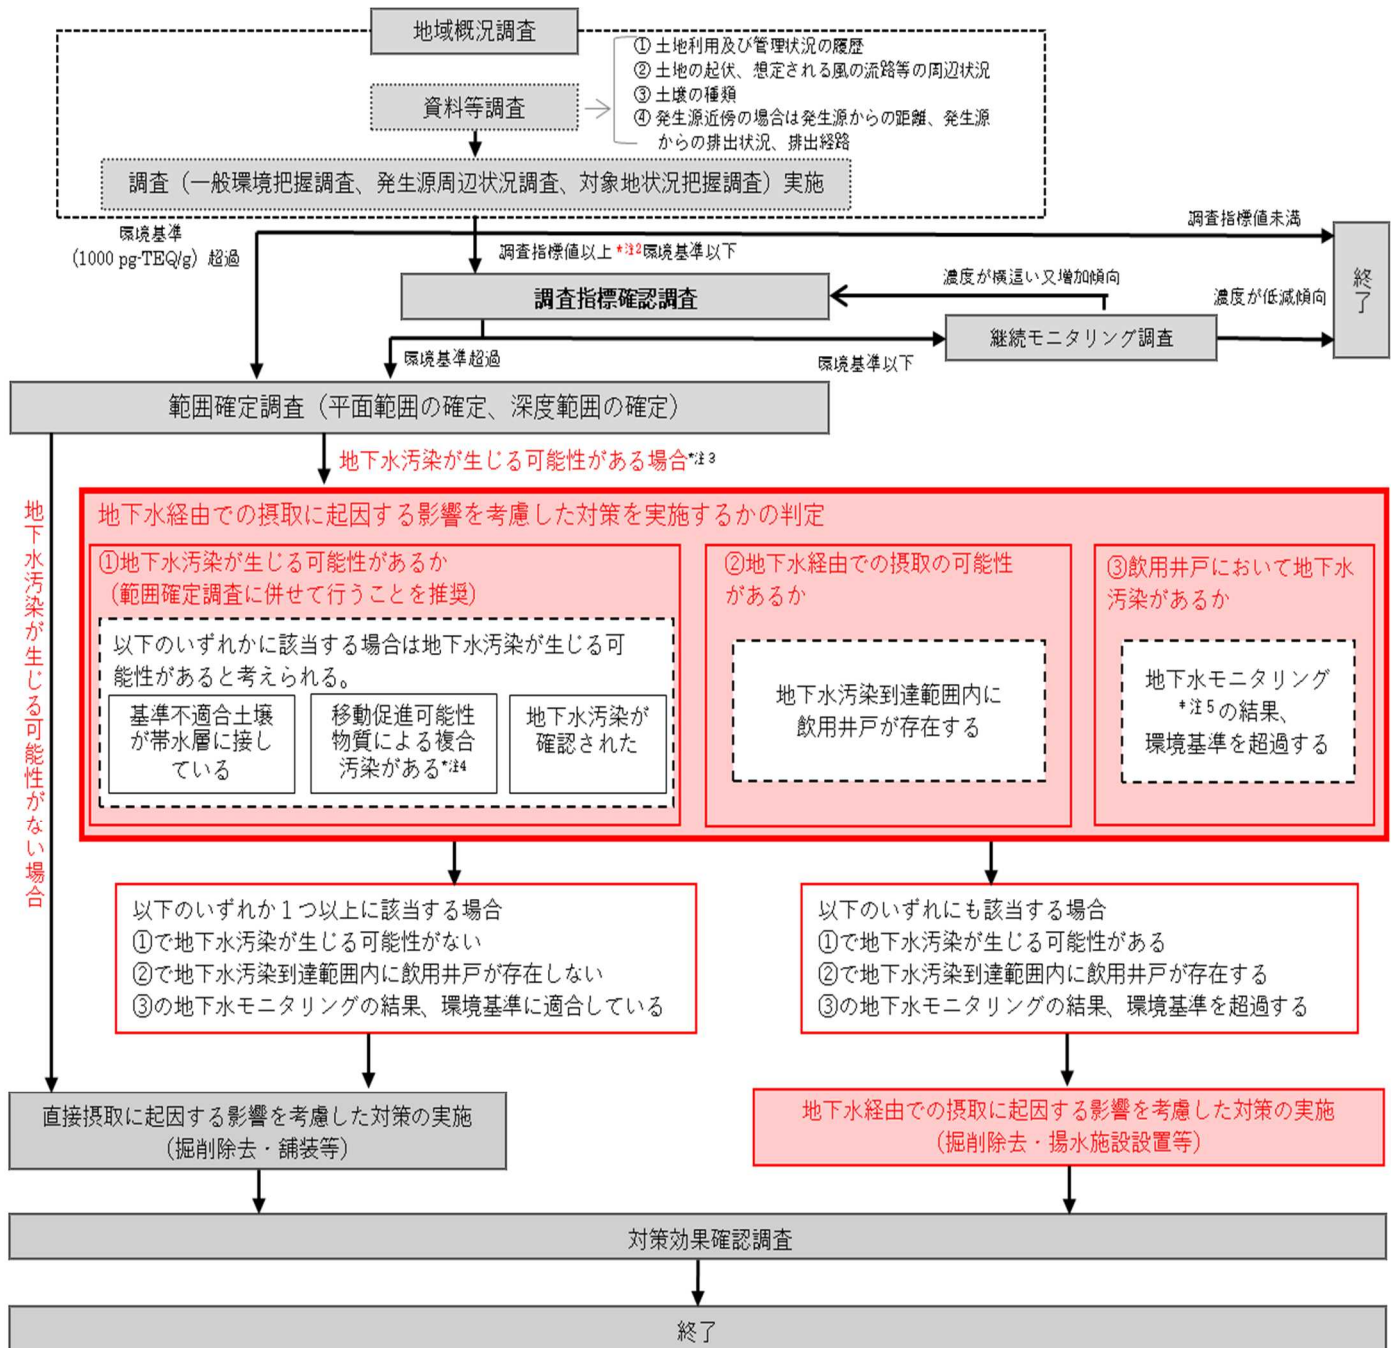 地域概況調査
① 土地利用及び管理状況の履歴
② 土地の起伏、想定される風の流路等の周辺状況
③ 土壌の種類
④ 発生源近傍の場合は発生源からの距離、発生源
からの排出状況、排出経路
資料等調査
調査（一般環境把握調査、発生源周辺状況調査、対象地状況把握調査）実施
環境基準
（1000 pg-TEQ/g）超過
調査指標値以上*注2環境基準以下
調査指標値未満
終了
調査指標確認調査
濃度が横這い又増加傾向
濃度が低減傾向
継続モニタリング調査
環境基準超過
環境基準以下
範囲確定調査（平面範囲の確定、深度範囲の確定）
地下水汚染が生じる可能性がある場合*注3
地下水汚染が生じる可能性がない場合
地下水経由での摂取に起因する影響を考慮した対策を実施するかの判定
①地下水汚染が生じる可能性があるか
（範囲確定調査に併せて行うことを推奨）
以下のいずれかに該当する場合は地下水汚染が生じる可
能性があると考えられる。
基準不適合土壌
が帯水層に接し
ている
移動促進可能性
物質による複合
汚染がある*注4
地下水汚染が
確認された
②地下水経由での摂取の可能性
があるか
地下水汚染到達範囲内に
飲用井戸が存在する
③飲用井戸において地下水
汚染があるか
地下水モニタリング
*注5の結果、
環境基準を超過する
以下のいずれか１つ以上に該当する場合
①で地下水汚染が生じる可能性がない
②で地下水汚染到達範囲内に飲用井戸が存在しない
③の地下水モニタリングの結果、環境基準に適合している
以下のいずれにも該当する場合
①で地下水汚染が生じる可能性がある
②で地下水汚染到達範囲内に飲用井戸が存在する
③の地下水モニタリングの結果、環境基準を超過する
直接摂取に起因する影響を考慮した対策の実施
（掘削除去・舗装等）
地下水経由での摂取に起因する影響を考慮した対策の実施
（掘削除去・揚水施設設置等）
対策効果確認調査
終了